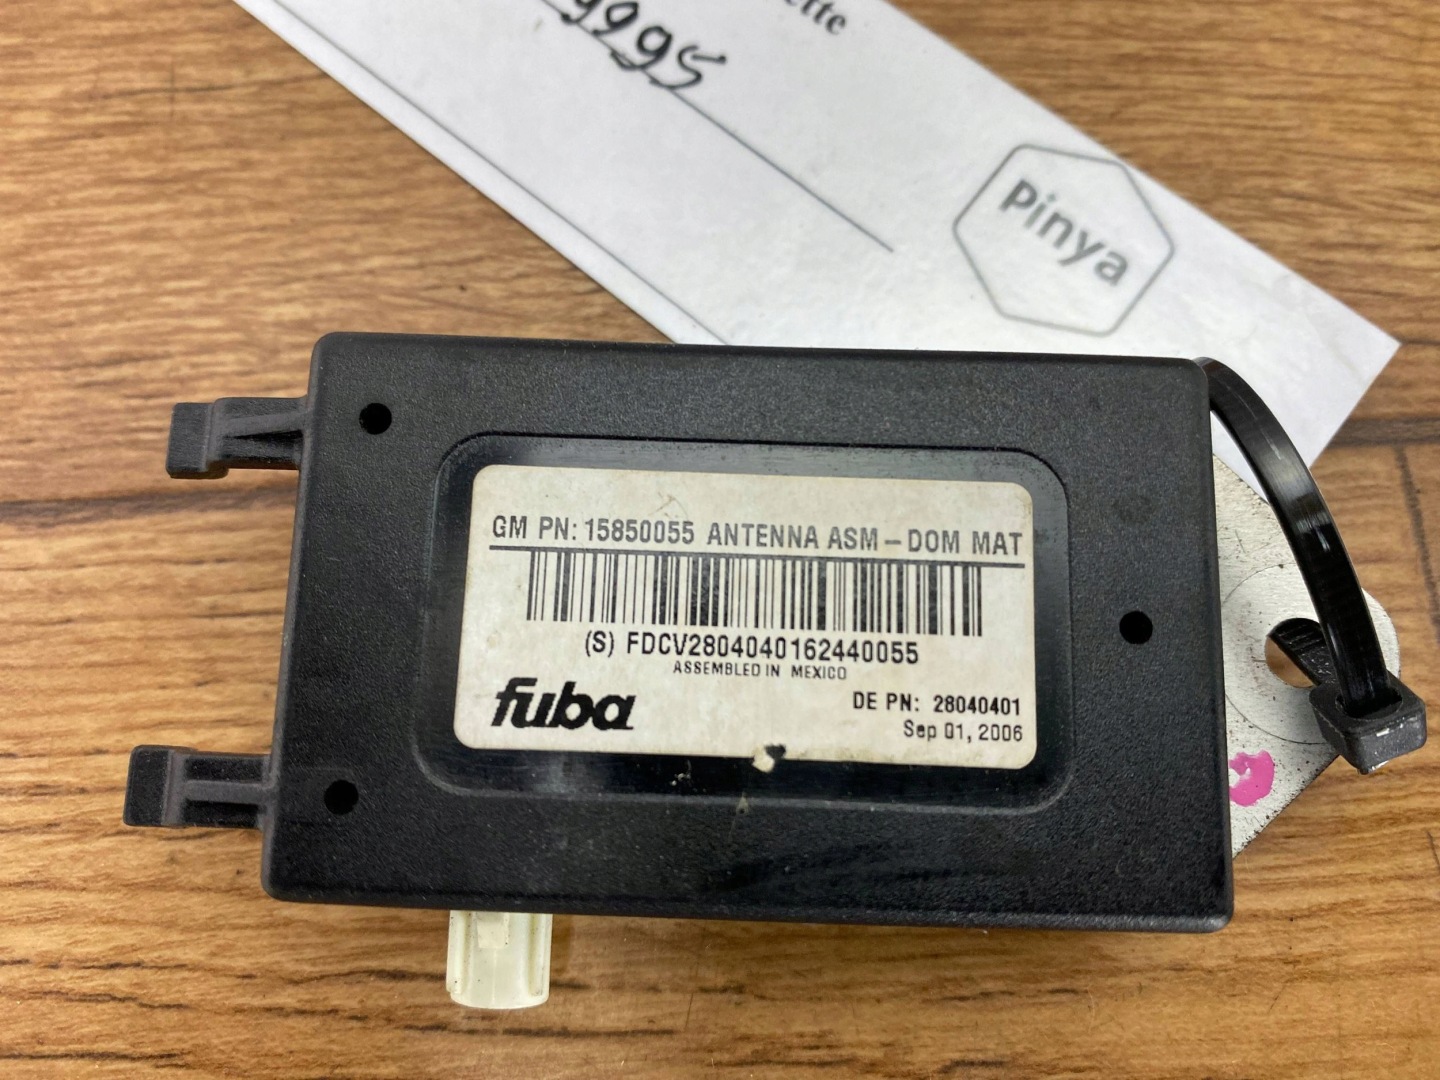 9995
Pinya
GM PN: 15850055 ANTENNA ASM – DOM MAT
(S) FDCV2804040162440055
ASSEMBLED IN MEXICO
fuba
DE PN: 28040401
Sep 01, 2006